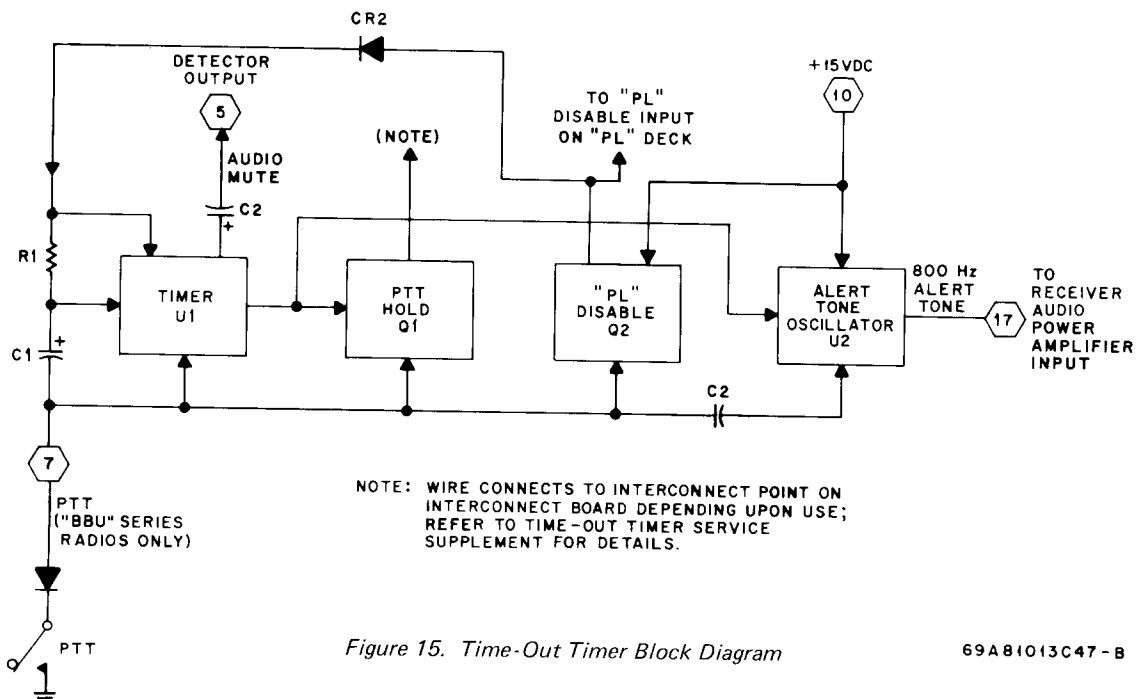 CR2
DETECTOR
OUTPUT
5
+15VDC
10
TO "PL"
DISABLE INPUT
ON "PL" DECK
(NOTE)
AUDIO
MUTE
C2
+
R1
TIMER
U1
PTT
HOLD
Q1
"PL"
DISABLE
Q2
ALERT
TONE
OSCILLATOR
U2
800 Hz
ALERT
TONE
17
TO
RECEIVER
AUDIO
POWER
AMPLIFIER
INPUT
+
C1
C2
7
PTT
("BBU" SERIES
RADIOS ONLY)
NOTE: WIRE CONNECTS TO INTERCONNECT POINT ON
INTERCONNECT BOARD DEPENDING UPON USE;
REFER TO TIME-OUT TIMER SERVICE
SUPPLEMENT FOR DETAILS.
PTT
Figure 15. Time-Out Timer Block Diagram
69A81013C47-B